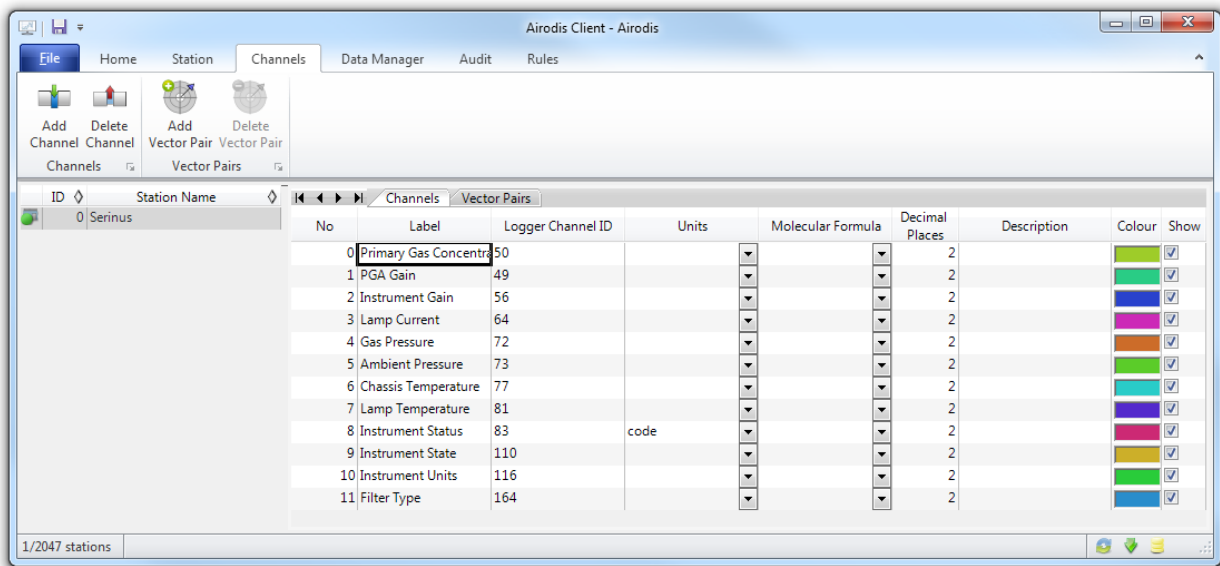 Airodis Client - Airodis
File Home Station Channels Data Manager Audit Rules
Add Channel Delete Channel Add Vector Pair Delete Vector Pair
Channels Vector Pairs
ID Station Name
0 Serinus
Channels Vector Pairs
No Label Logger Channel ID Units Molecular Formula Decimal Places Description Colour Show
0 Primary Gas Concentra 50 2
1 PGA Gain 49 2
2 Instrument Gain 56 2
3 Lamp Current 64 2
4 Gas Pressure 72 2
5 Ambient Pressure 73 2
6 Chassis Temperature 77 2
7 Lamp Temperature 81 2
8 Instrument Status 83 code 2
9 Instrument State 110 2
10 Instrument Units 116 2
11 Filter Type 164 2
1/2047 stations